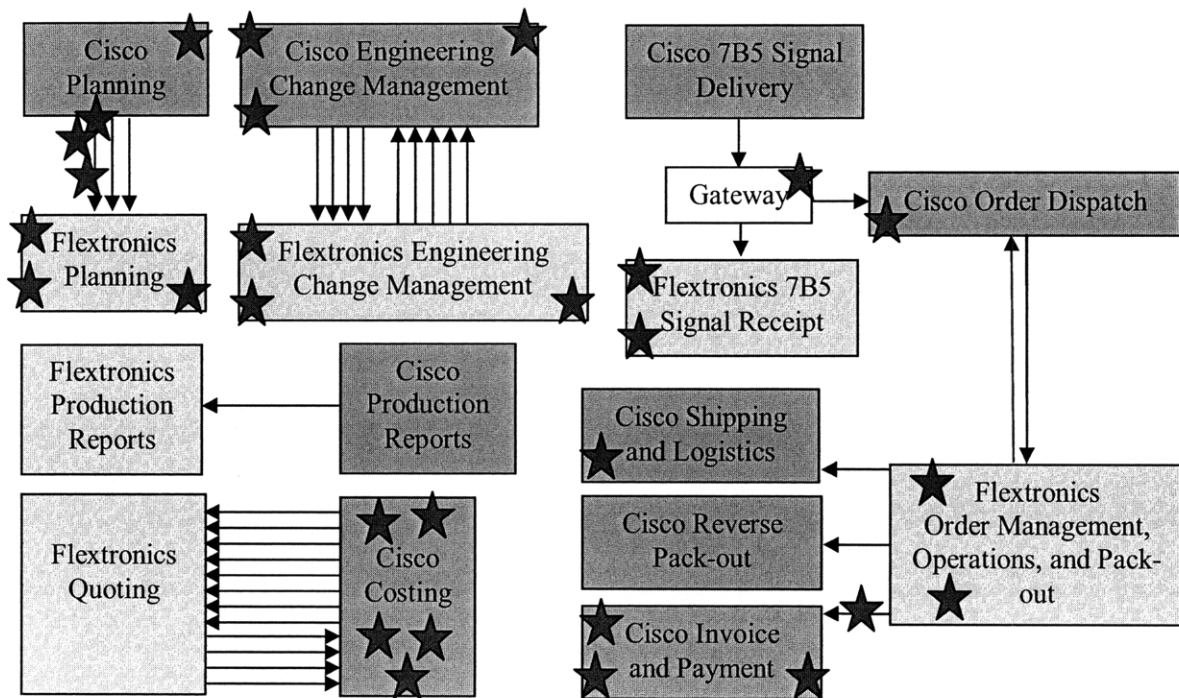 Cisco
Planning
Cisco Engineering
Change Management
Cisco 7B5 Signal
Delivery
Gateway
Cisco Order Dispatch
Flextronics
Planning
Flextronics Engineering
Change Management
Flextronics 7B5
Signal Receipt
Flextronics
Production
Reports
Cisco
Production
Reports
Cisco Shipping
and Logistics
Flextronics
Order Management,
Operations, and Pack-
out
Cisco Reverse
Pack-out
Flextronics
Quoting
Cisco
Costing
Cisco Invoice
and Payment